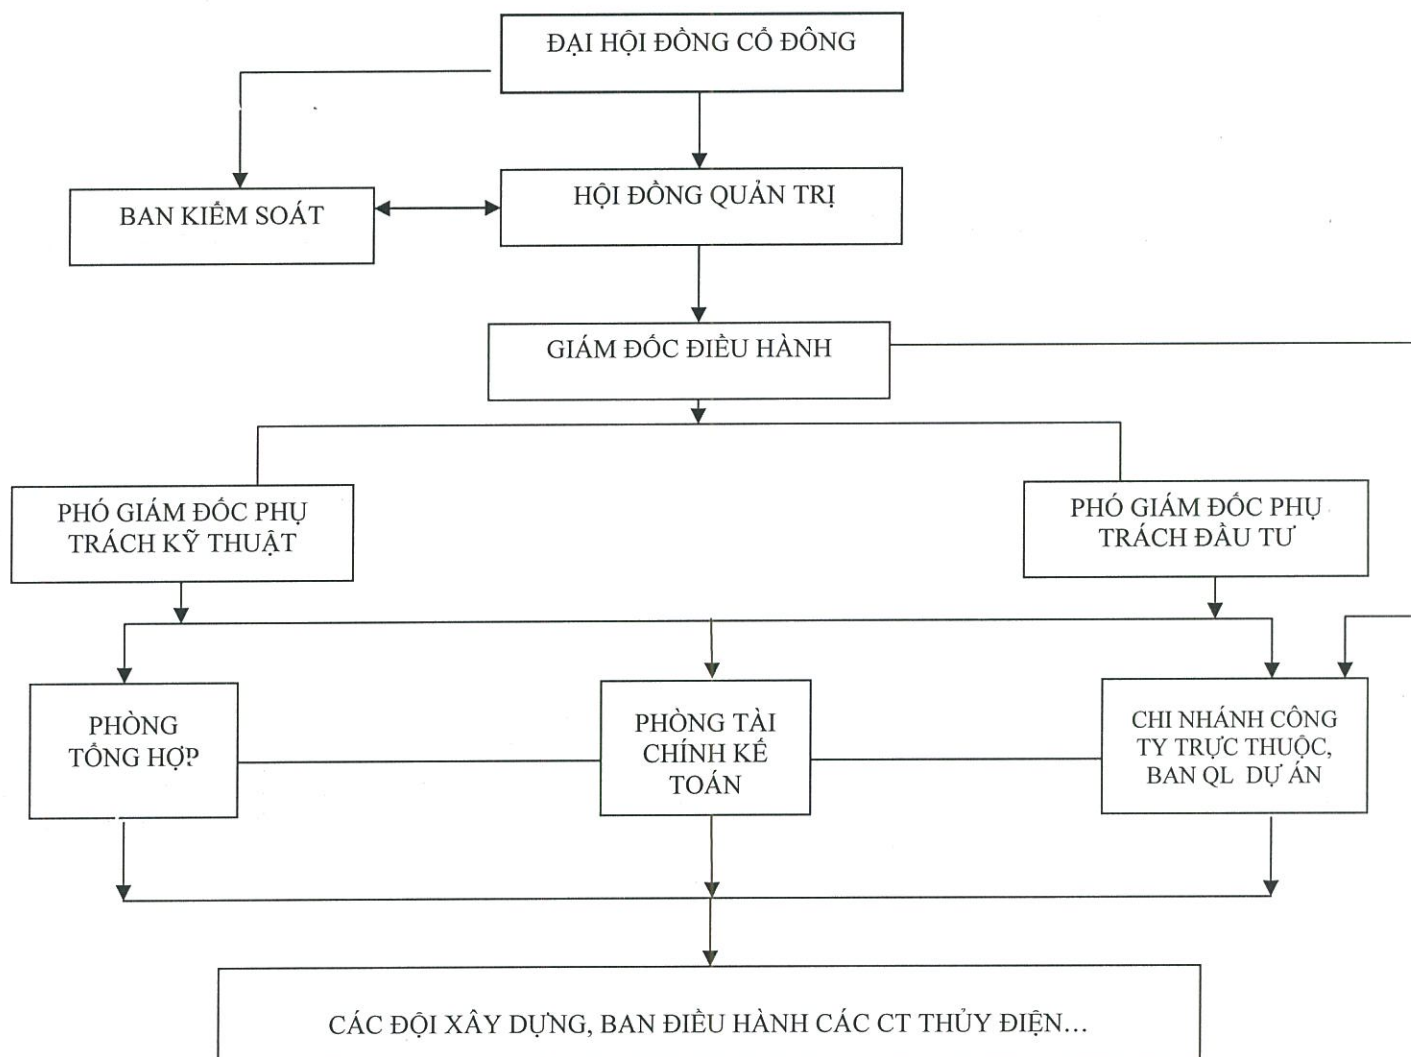 ĐẠI HỘI ĐỒNG CỔ ĐÔNG
HỘI ĐỒNG QUẢN TRỊ
BAN KIỂM SOÁT
GIÁM ĐỐC ĐIỀU HÀNH
PHÓ GIÁM ĐỐC PHỤ
TRÁCH KỸ THUẬT
PHÓ GIÁM ĐỐC PHỤ
TRÁCH ĐẦU TƯ
PHÒNG
TỔNG HỢP
PHÒNG TÀI
CHÍNH KẾ
TOÁN
CHI NHÁNH CÔNG
TY TRỰC THUỘC,
BAN QL DỰ ÁN
CÁC ĐỘI XÂY DỰNG, BAN ĐIỀU HÀNH CÁC CT THỦY ĐIỆN...